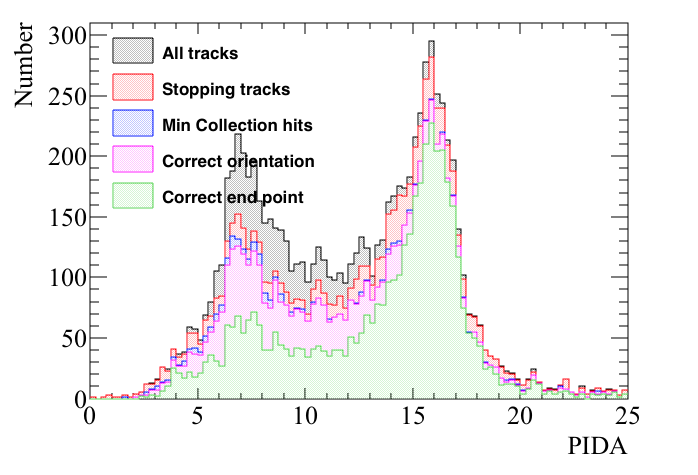 Number
300
250
200
150
100
50
0
All tracks
Stopping tracks
Min Collection hits
Correct orientation
Correct end point
0 5 10 15 20 25
PIDA